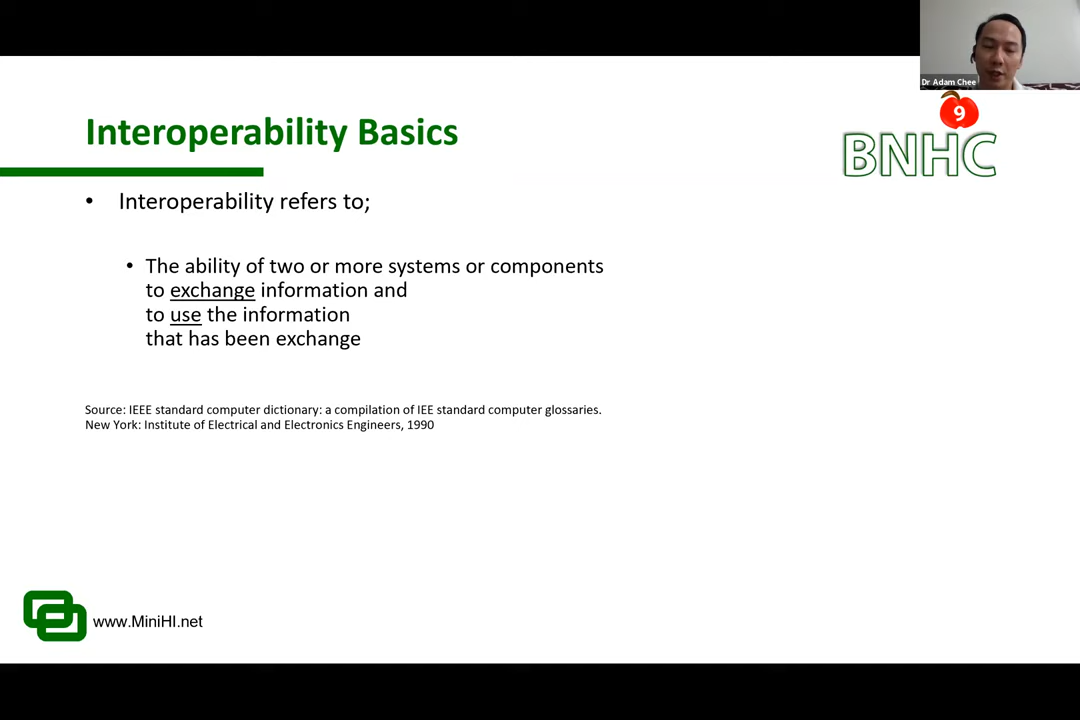 Dr Adam Chee
9
BNHC
Interoperability Basics
• Interoperability refers to;
• The ability of two or more systems or components
to exchange information and
to use the information
that has been exchange
Source: IEEE standard computer dictionary: a compilation of IEE standard computer glossaries.
New York: Institute of Electrical and Electronics Engineers, 1990
www.MiniHI.net